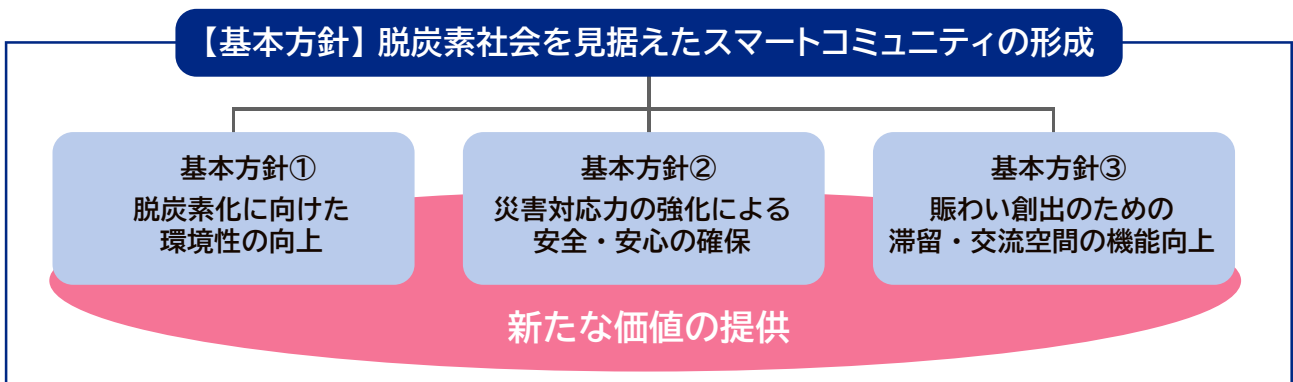 【基本方針】脱炭素社会を見据えたスマートコミュニティの形成
基本方針①
脱炭素化に向けた
環境性の向上
基本方針②
災害対応力の強化による
安全・安心の確保
基本方針③
賑わい創出のための
滞留・交流空間の機能向上
新たな価値の提供